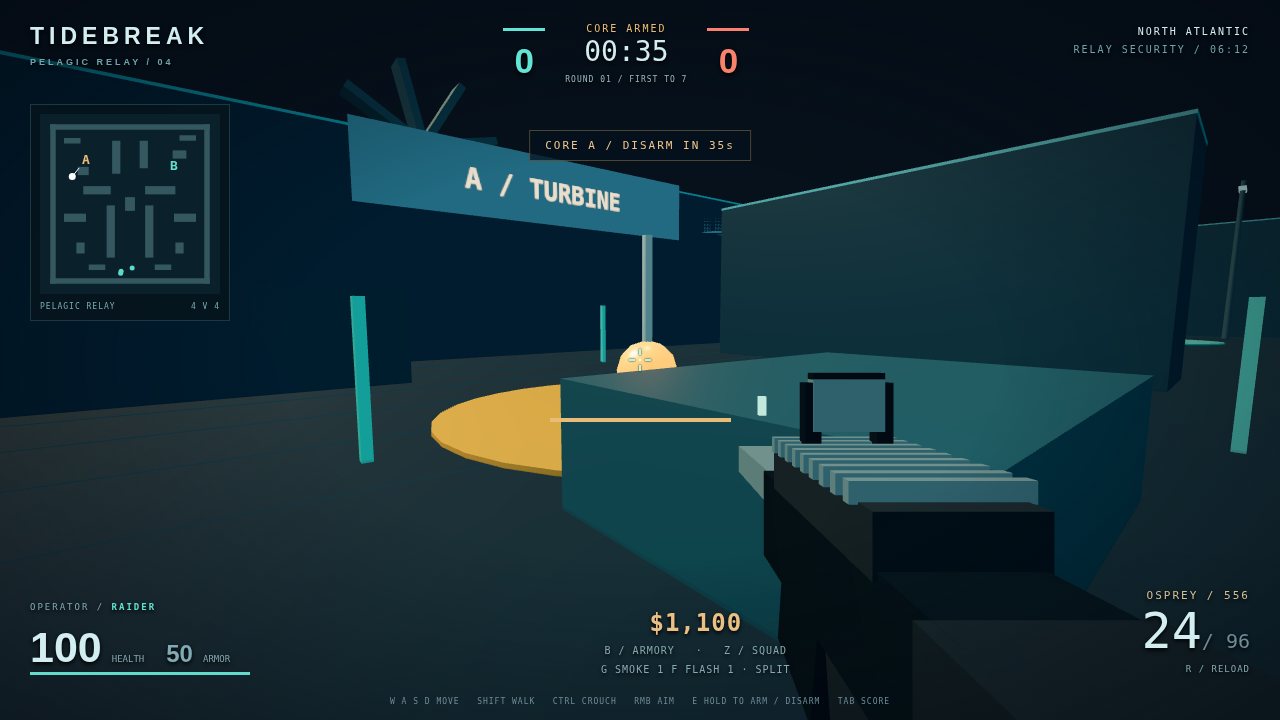 TIDEBREAK
PELAGIC RELAY / 04
CORE ARMED
0 00:35 0
ROUND 01 / FIRST TO 7
NORTH ATLANTIC
RELAY SECURITY / 06:12
CORE A / DISARM IN 35s
A / TURBINE
A
B
PELAGIC RELAY 4 V 4
OPERATOR / RAIDER
100 HEALTH 50 ARMOR
$1,100
B / ARMORY · Z / SQUAD
G SMOKE 1 F FLASH 1 · SPLIT
OSPREY / 556
24 / 96
R / RELOAD
W A S D MOVE SHIFT WALK CTRL CROUCH RMB AIM E HOLD TO ARM / DISARM TAB SCORE